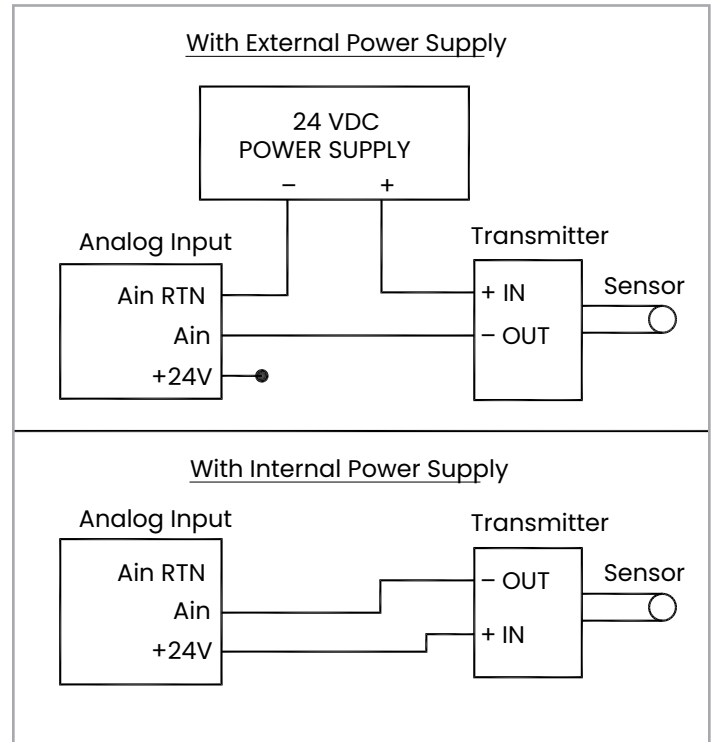 With External Power Supply
24 VDC
POWER SUPPLY
– +
Analog Input
Transmitter
Ain RTN
+ IN
Sensor
Ain
– OUT
+24V
With Internal Power Supply
Analog Input
Transmitter
Ain RTN
– OUT
Sensor
Ain
+24V
+ IN